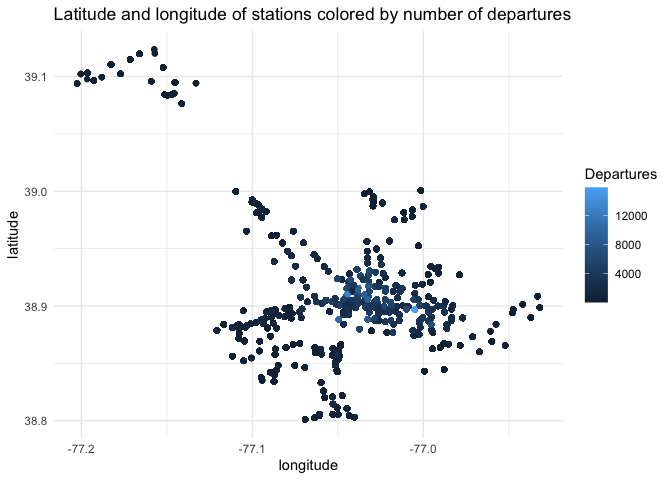 Latitude and longitude of stations colored by number of departures
39.1
39.0
38.9
38.8
latitude
-77.2
-77.1
-77.0
longitude
Departures
12000
8000
4000